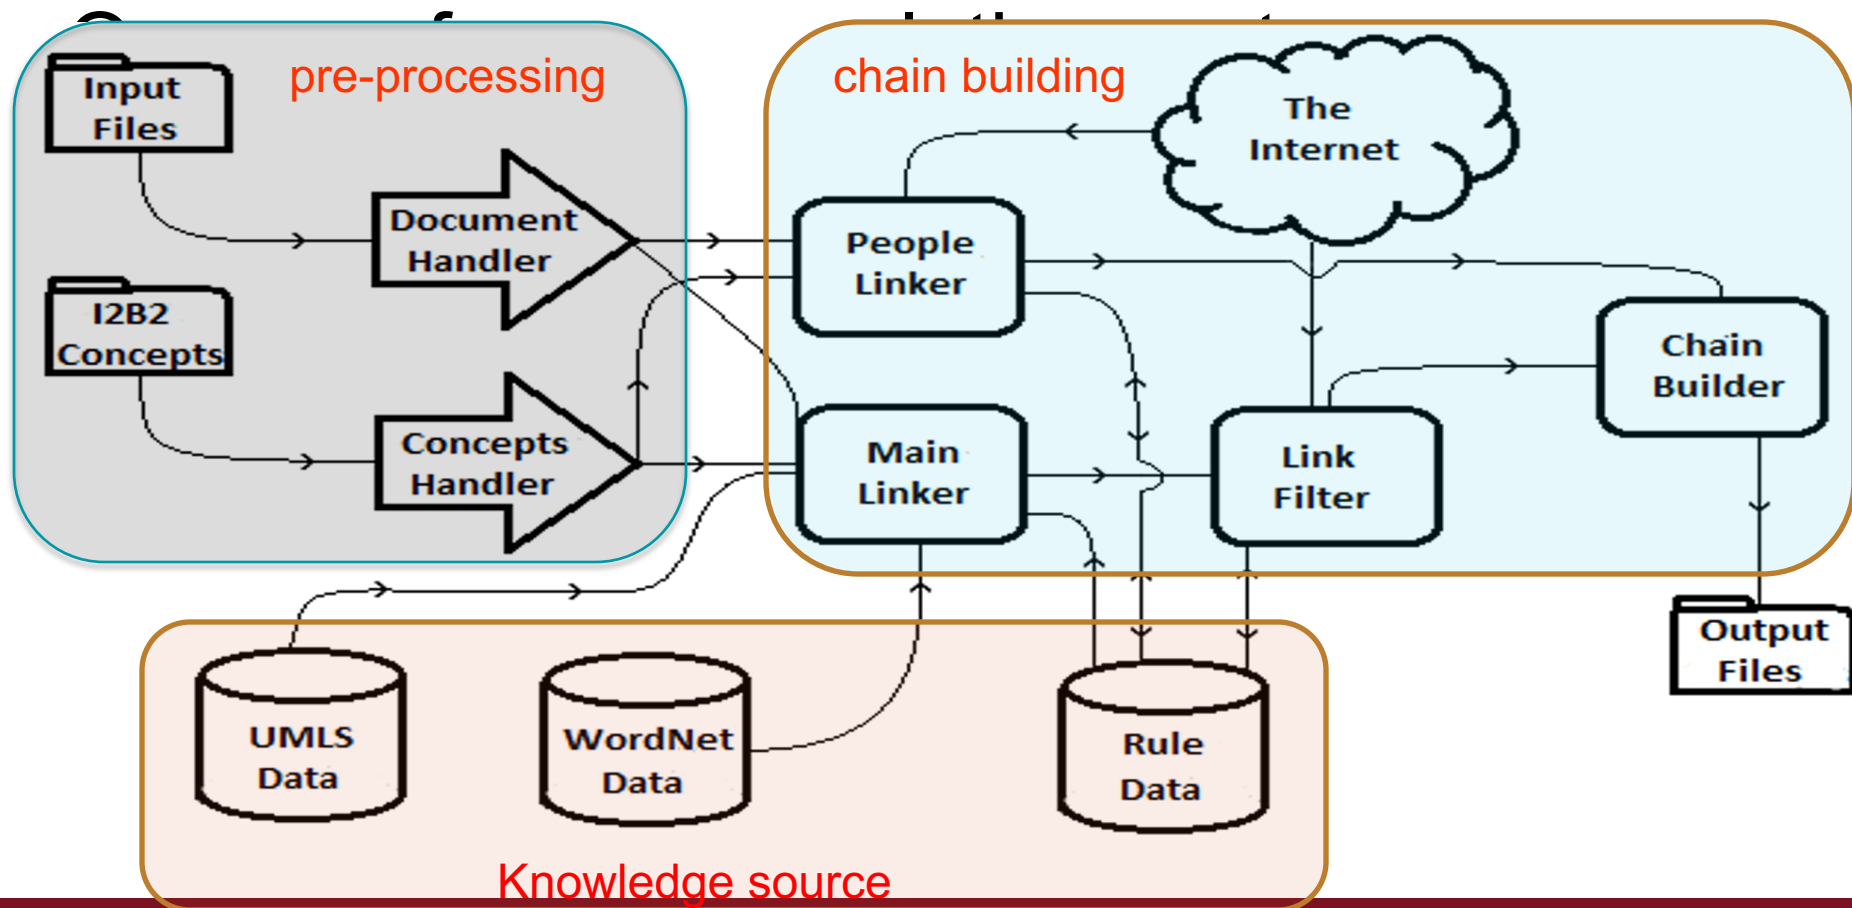 pre-processing
chain building
Input
Files
The
Internet
Document
Handler
People
Linker
I2B2
Concepts
Chain
Builder
Concepts
Handler
Main
Linker
Link
Filter
Output
Files
UMLS
Data
WordNet
Data
Rule
Data
Knowledge source